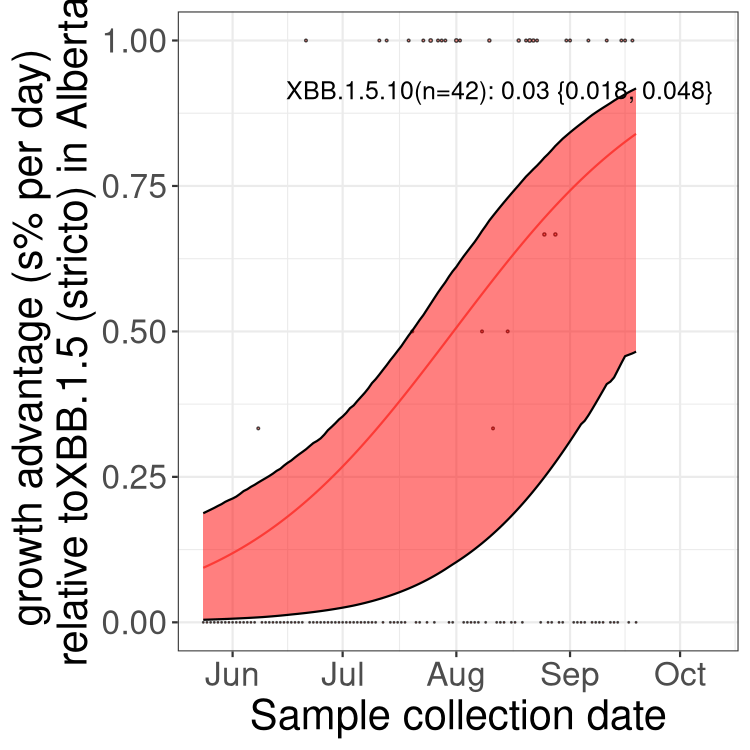 growth advantage (s% per day)
relative toXBB.1.5 (stricto) in Alberta
1.00
0.75
0.50
0.25
0.00
XBB.1.5.10(n=42): 0.03 {0.018, 0.048}
Jun Jul Aug Sep Oct
Sample collection date